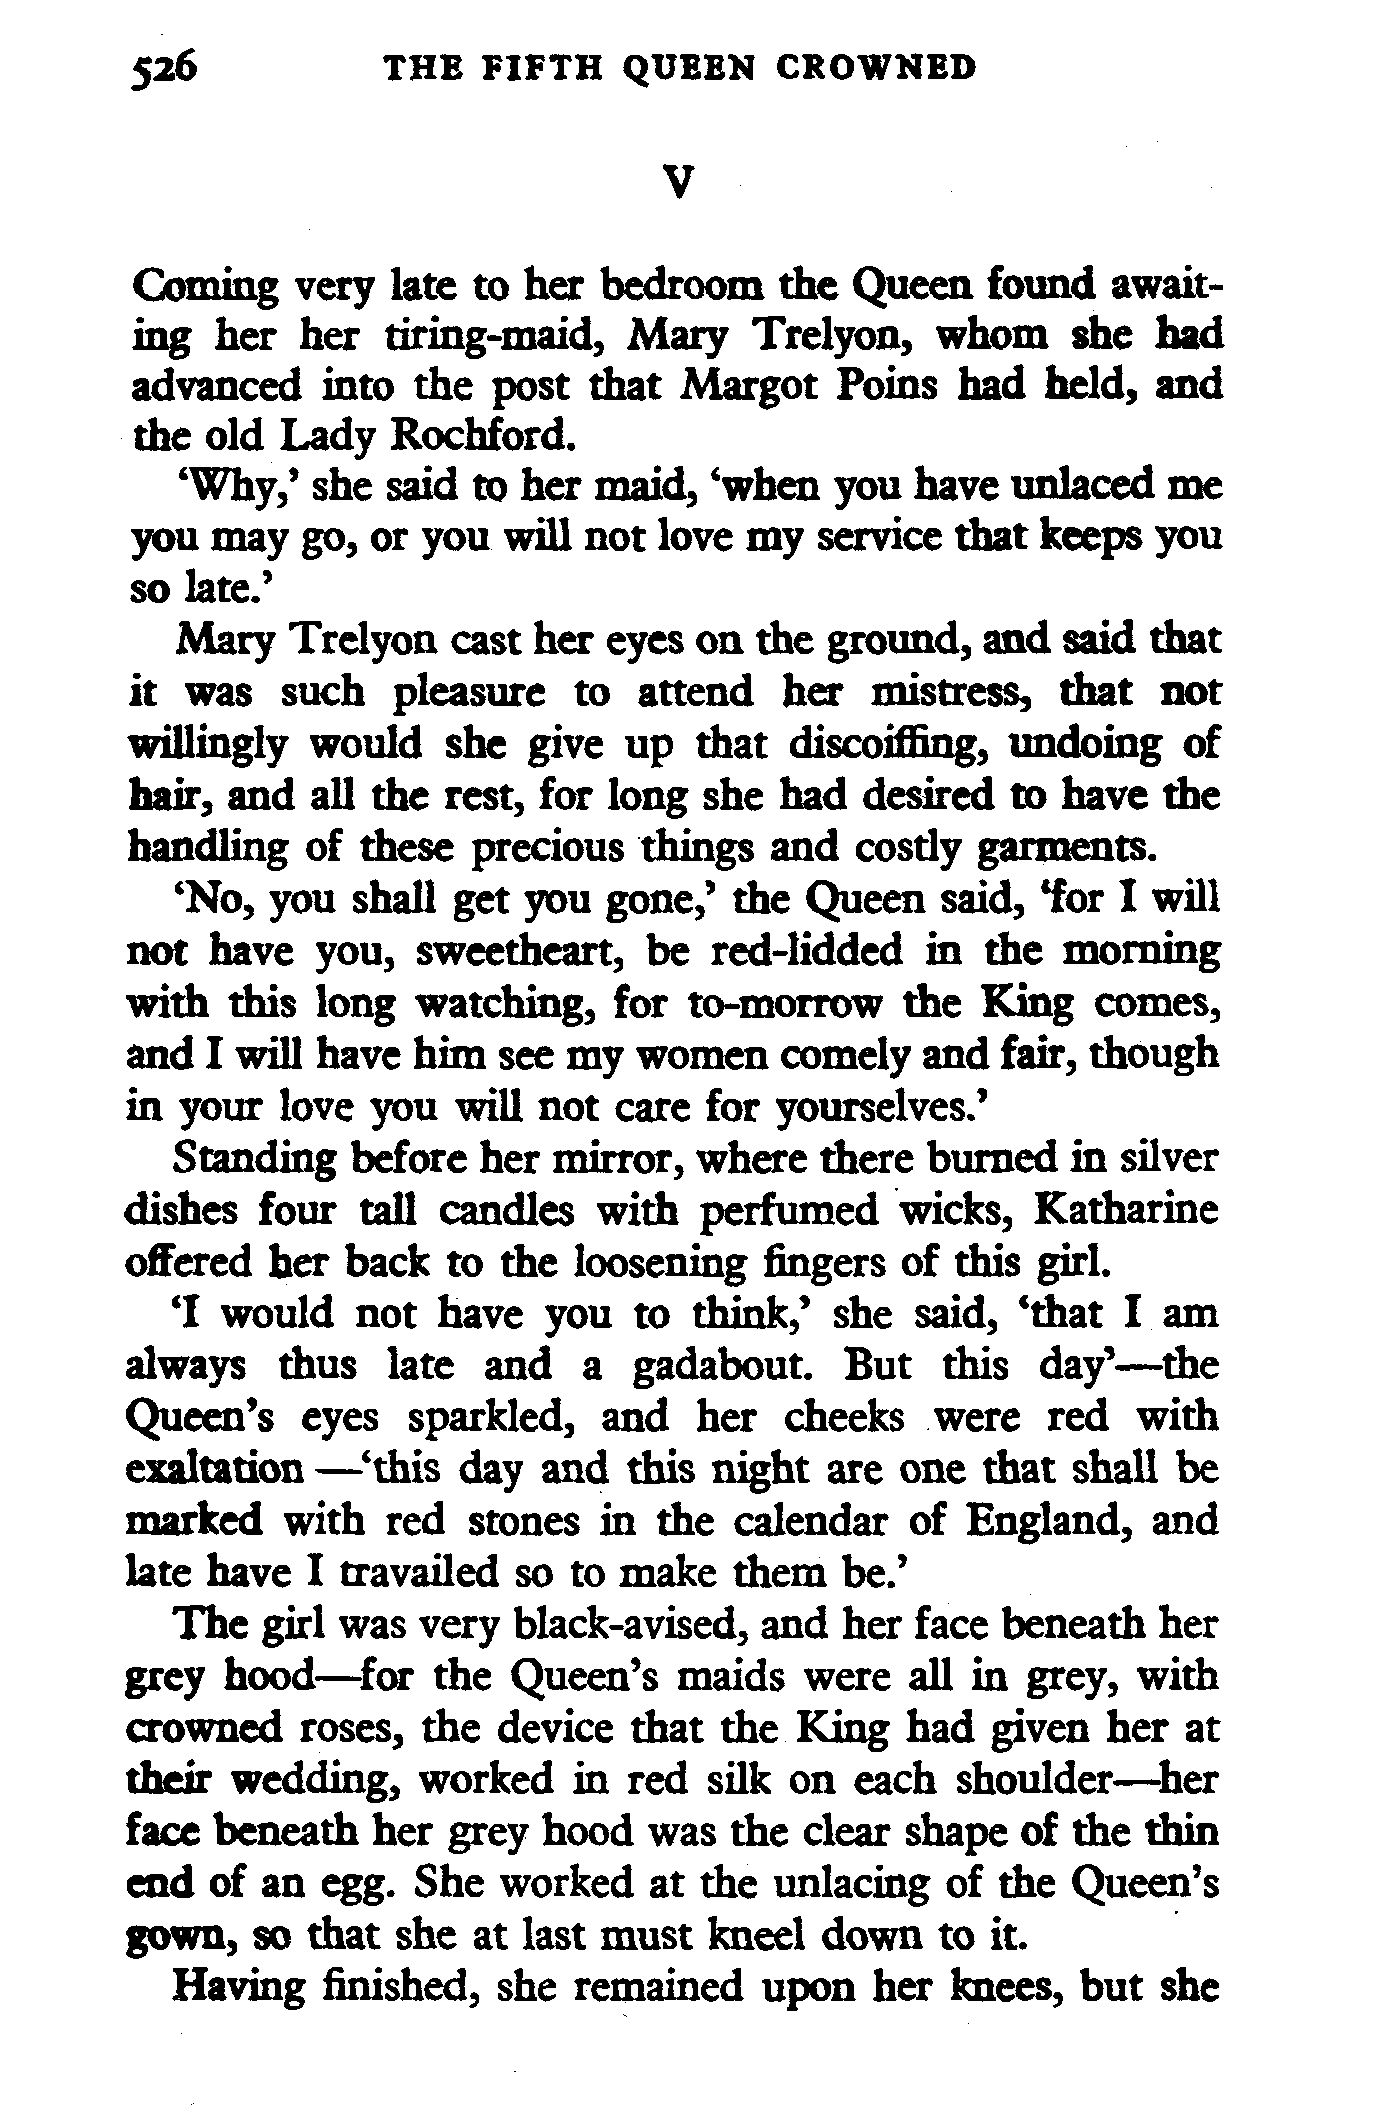 526 THE FIFTH QUEEN CROWNED
V
Coming very late to her bedroom the Queen found await-
ing her her tiring-maid, Mary Trelyon, whom she had
advanced into the post that Margot Poins had held, and
the old Lady Rochford.
‘Why,’ she said to her maid, ‘when you have unlaced me
you may go, or you will not love my service that keeps you
so late.’
Mary Trelyon cast her eyes on the ground, and said that
it was such pleasure to attend her mistress, that not
willingly would she give up that discoiffing, undoing of
hair, and all the rest, for long she had desired to have the
handling of these precious things and costly garments.
‘No, you shall get you gone,’ the Queen said, ‘for I will
not have you, sweetheart, be red-lidded in the morning
with this long watching, for to-morrow the King comes,
and I will have him see my women comely and fair, though
in your love you will not care for yourselves.’
Standing before her mirror, where there burned in silver
dishes four tall candles with perfumed wicks, Katharine
offered her back to the loosening fingers of this girl.
‘I would not have you to think,’ she said, ‘that I am
always thus late and a gadabout. But this day’—the
Queen’s eyes sparkled, and her cheeks were red with
exaltation —‘this day and this night are one that shall be
marked with red stones in the calendar of England, and
late have I travailed so to make them be.’
The girl was very black-avised, and her face beneath her
grey hood—for the Queen’s maids were all in grey, with
crowned roses, the device that the King had given her at
their wedding, worked in red silk on each shoulder—her
face beneath her grey hood was the clear shape of the thin
end of an egg. She worked at the unlacing of the Queen’s
gown, so that she at last must kneel down to it.
Having finished, she remained upon her knees, but she